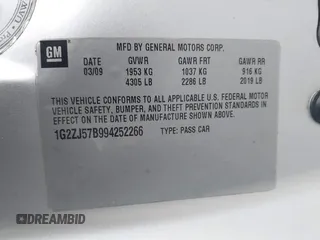 GM
MFD BY GENERAL MOTORS CORP.
DATE GVWR GAWR FRT GAWR RR
03/09 1953 KG 1037 KG 916 KG
4305 LB 2286 LB 2019 LB
THIS VEHICLE CONFORMS TO ALL APPLICABLE U.S. FEDERAL MOTOR
VEHICLE SAFETY, BUMPER, AND THEFT PREVENTION STANDARDS
IN EFFECT ON THE DATE OF MANUFACTURE SHOWN ABOVE.
1G2ZJ57B994252266 TYPE: PASS CAR
DREAMBID